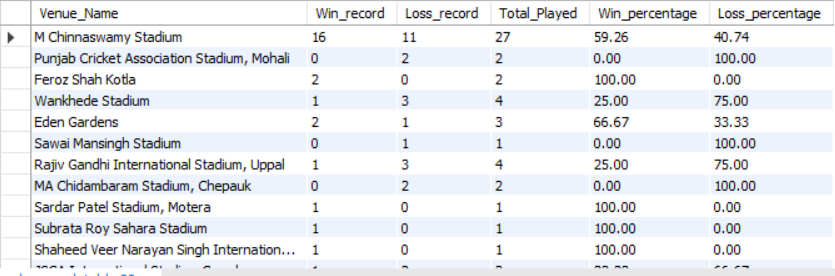 Venue_Name Win_record Loss_record Total_Played Win_percentage Loss_percentage
M Chinnaswamy Stadium 16 11 27 59.26 40.74
Punjab Cricket Association Stadium, Mohali 0 2 2 0.00 100.00
Feroz Shah Kotla 2 0 2 100.00 0.00
Wankhede Stadium 1 3 4 25.00 75.00
Eden Gardens 2 1 3 66.67 33.33
Sawai Mansingh Stadium 0 1 1 0.00 100.00
Rajiv Gandhi International Stadium, Uppal 1 3 4 25.00 75.00
MA Chidambaram Stadium, Chepauk 0 2 2 0.00 100.00
Sardar Patel Stadium, Motera 1 0 1 100.00 0.00
Subrata Roy Sahara Stadium 1 0 1 100.00 0.00
Shaheed Veer Narayan Singh Internation... 1 0 1 100.00 0.00